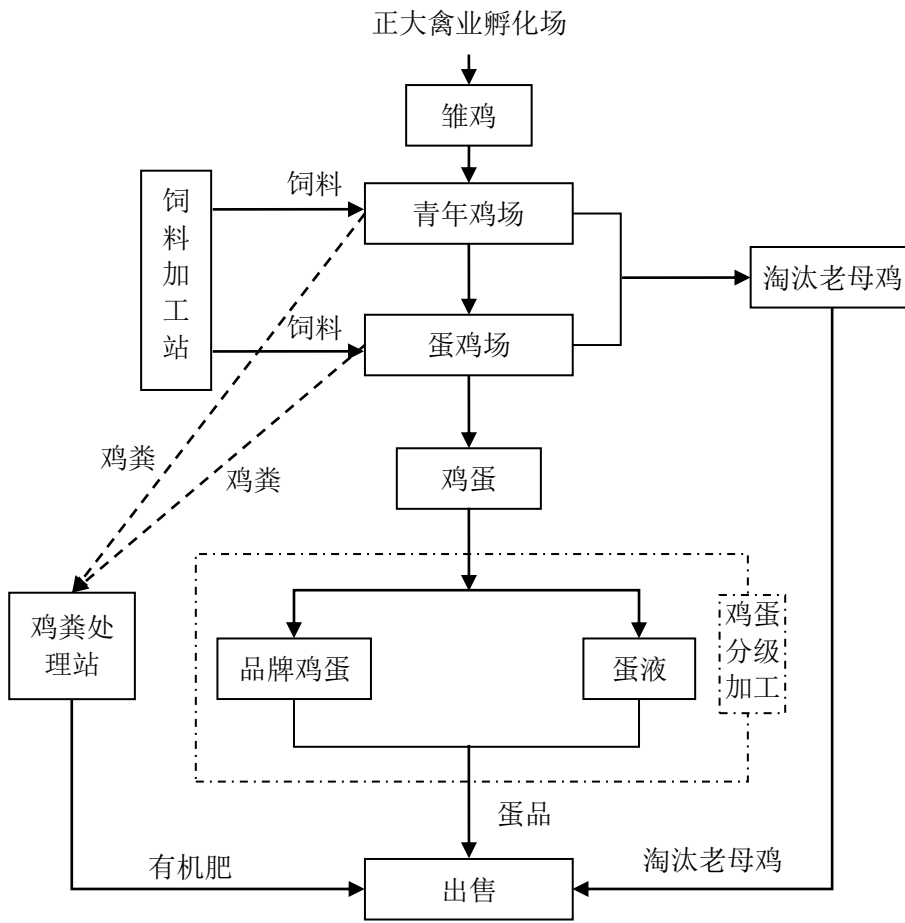 正大禽业孵化场
雏鸡
饲
料
加
工
站
饲料
青年鸡场
淘汰老母鸡
饲料
蛋鸡场
鸡粪
鸡粪
鸡蛋
鸡粪处
理站
品牌鸡蛋
蛋液
鸡蛋
分级
加工
蛋品
有机肥
出售
淘汰老母鸡